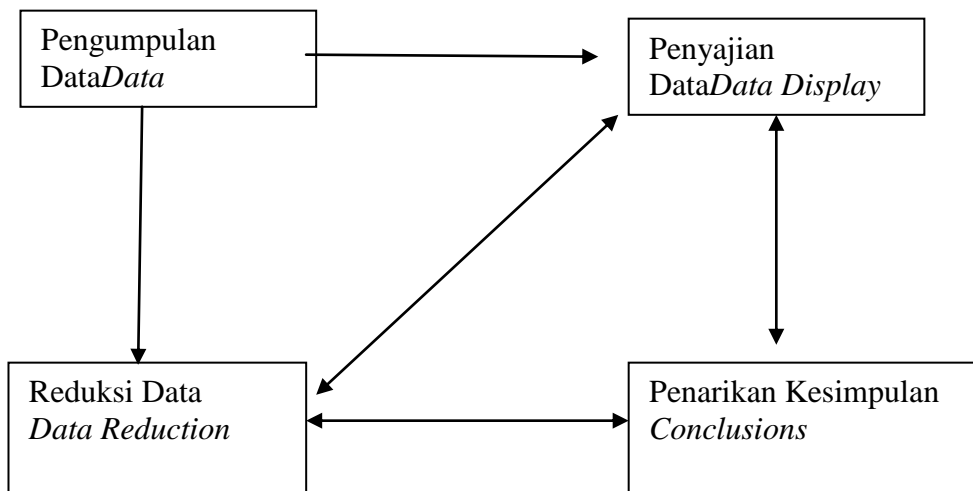 Pengumpulan
DataData
Penyajian
DataData Display
Reduksi Data
Data Reduction
Penarikan Kesimpulan
Conclusions